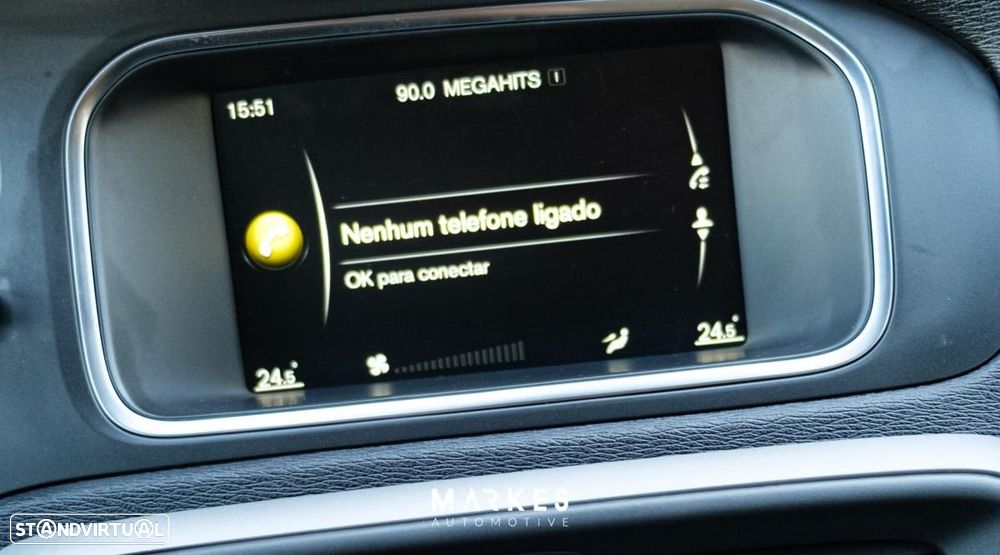 90.0 MEGAHITS
15:51
Nenhum telefone ligado
OK para conectar
24.5°
24.5°
MARKE8
AUTOMOTIVE
STANDVIRTUAL